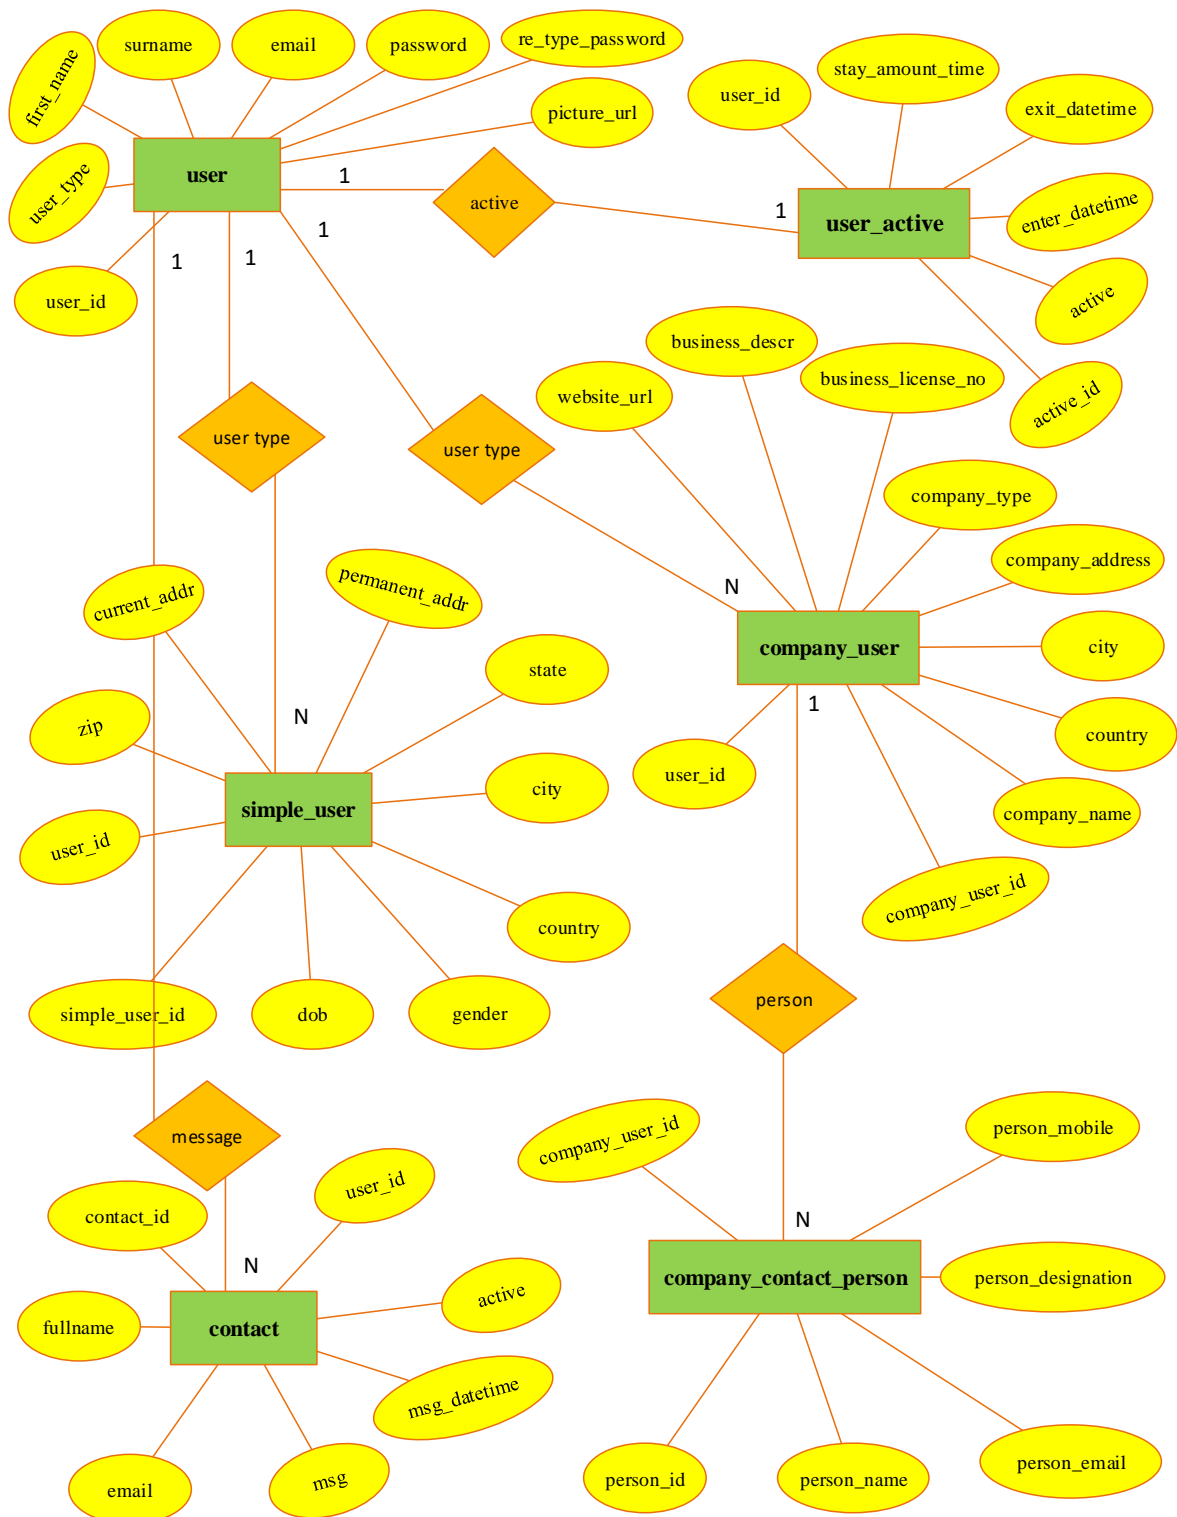 surname
email
password
re_type_password
first_name
picture_url
user
user_type
user_id
1
active
1
1
1
1
user_id
stay_amount_time
exit_datetime
user_active
enter_datetime
active
active_id
user type
user type
website_url
business_descr
business_license_no
company_type
company_address
N
company_user
city
country
company_name
company_user_id
user_id
1
current_addr
permanent_addr
state
zip
N
simple_user
city
user_id
country
simple_user_id
dob
gender
person
message
contact_id
user_id
N
active
fullname
contact
msg_datetime
email
msg
company_user_id
person_mobile
N
company_contact_person
person_designation
person_id
person_name
person_email